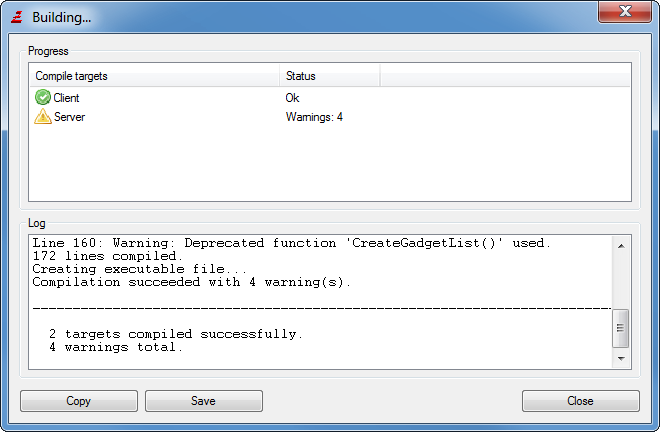 Building...
Progress
Compile targets Status
Client Ok
Server Warnings: 4
Log
Line 160: Warning: Deprecated function 'CreateGadgetList()' used.
172 lines compiled.
Creating executable file...
Compilation succeeded with 4 warning(s).
2 targets compiled successfully.
4 warnings total.
Copy Save Close